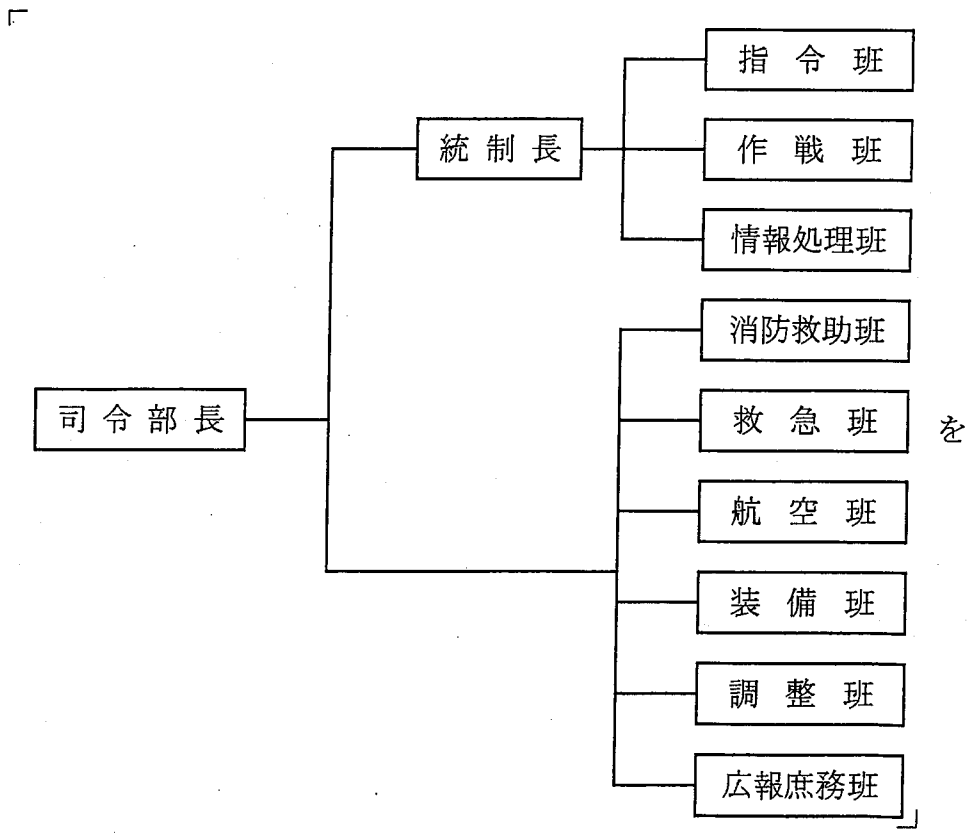 「
指令班
統制長
作戦班
情報処理班
消防救助班
司令部長
救急班
を
航空班
装備班
調整班
広報庶務班
」